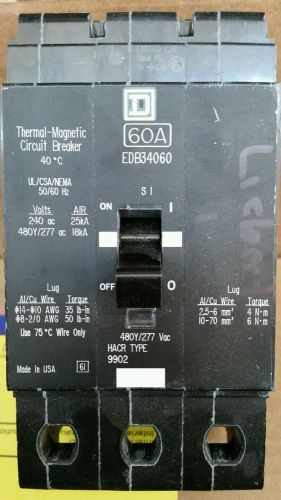 D
60A
EDB34060
Thermal-Magnetic
Circuit Breaker
40 °C
UL/CSA/NEMA
50/60 Hz
Volts AIR
240 ac 25kA
480Y/277 ac 18kA
S I
ON I
OFF O
Lug
Al/Cu Wire Torque
#14-#10 AWG 35 lb-in
#8-2/0 AWG 50 lb-in
Use 75 °C Wire Only
Made in USA 61
480Y/277 Vac
HACR TYPE
9902
Lug
Al/Cu Wire Torque
2.5-6 mm² 4 N·m
10-70 mm² 6 N·m